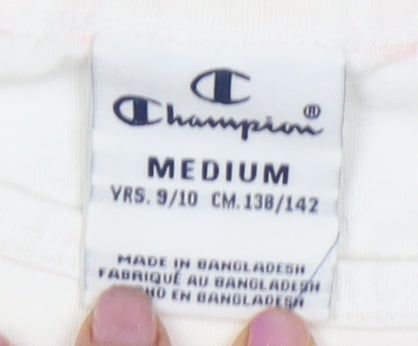 Champion®
MEDIUM
YRS. 9/10 CM. 138/142
MADE IN BANGLADESH
FABRIQUÉ AU BANGLADESH
EN BANGLADESH